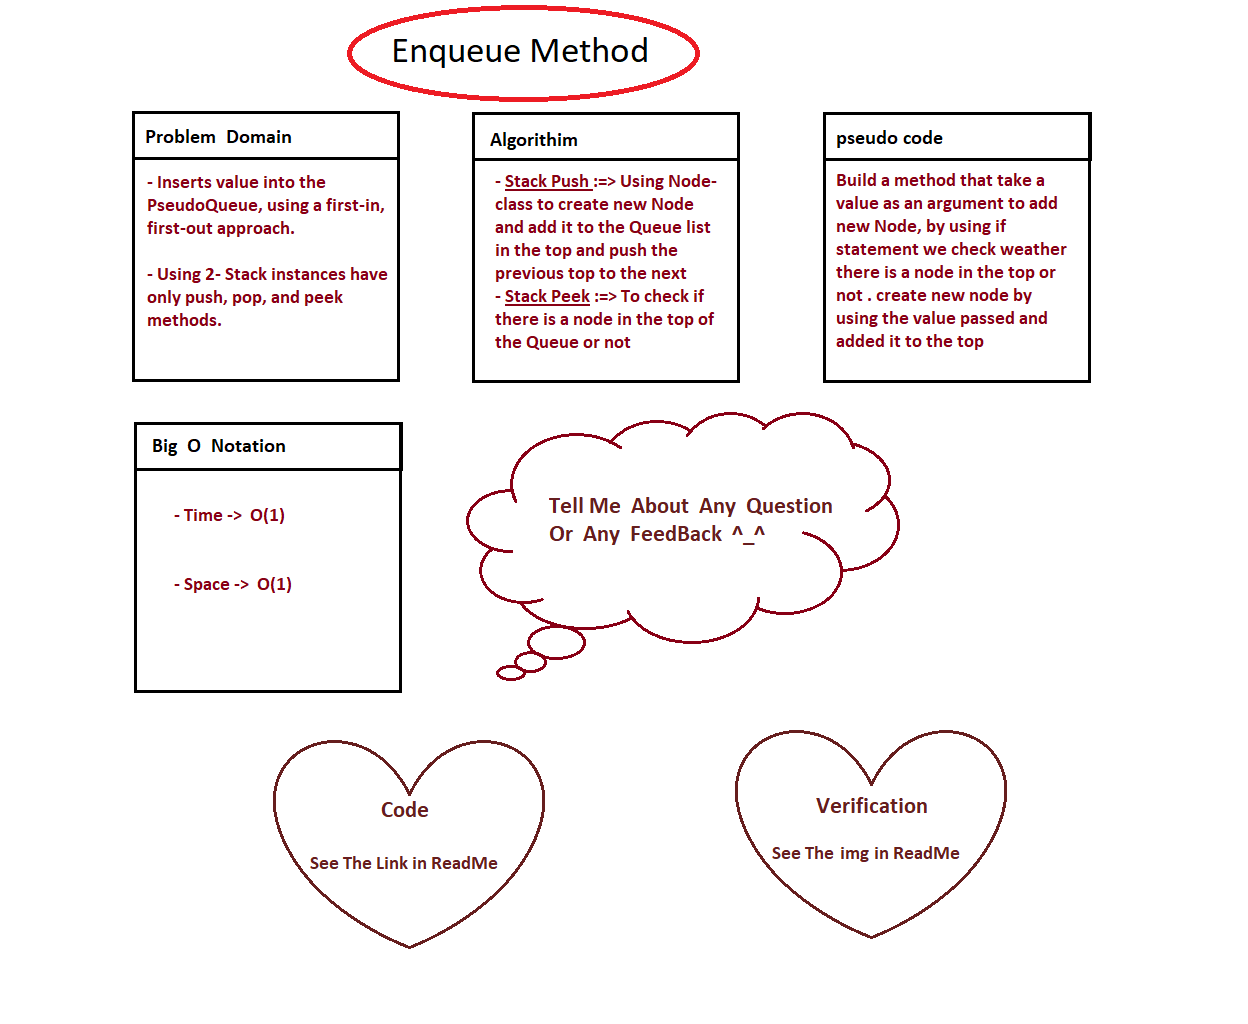 Enqueue Method
Problem Domain
- Inserts value into the
PseudoQueue, using a first-in,
first-out approach.
- Using 2- Stack instances have
only push, pop, and peek
methods.
Algorithim
- Stack Push :=> Using Node-
class to create new Node
and add it to the Queue list
in the top and push the
previous top to the next
- Stack Peek :=> To check if
there is a node in the top of
the Queue or not
pseudo code
Build a method that take a
value as an argument to add
new Node, by using if
statement we check weather
there is a node in the top or
not . create new node by
using the value passed and
added it to the top
Big O Notation
- Time -> O(1)
- Space -> O(1)
Tell Me About Any Question
Or Any FeedBack ^_^
Code
See The Link in ReadMe
Verification
See The img in ReadMe